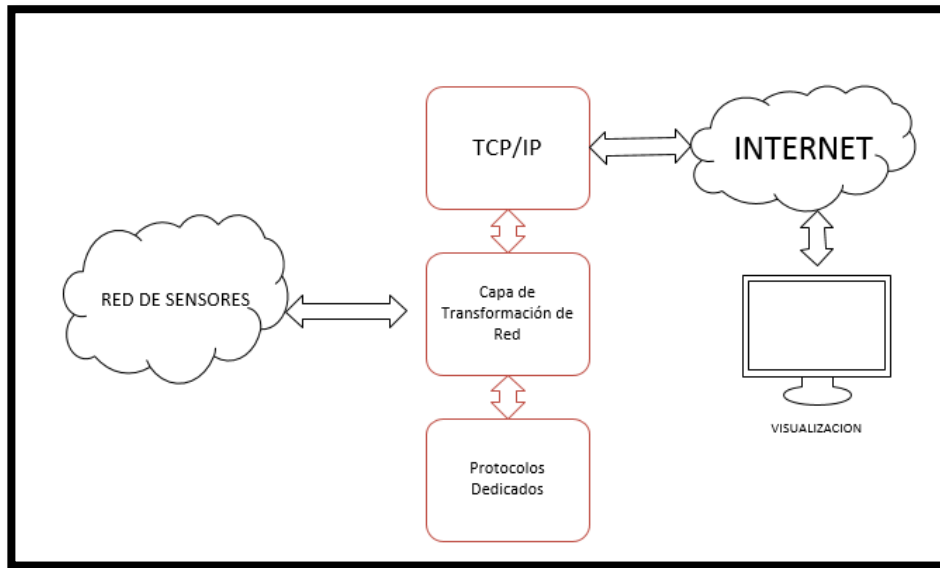 TCP/IP
INTERNET
RED DE SENSORES
Capa de
Transformación de
Red
VISUALIZACION
Protocolos
Dedicados